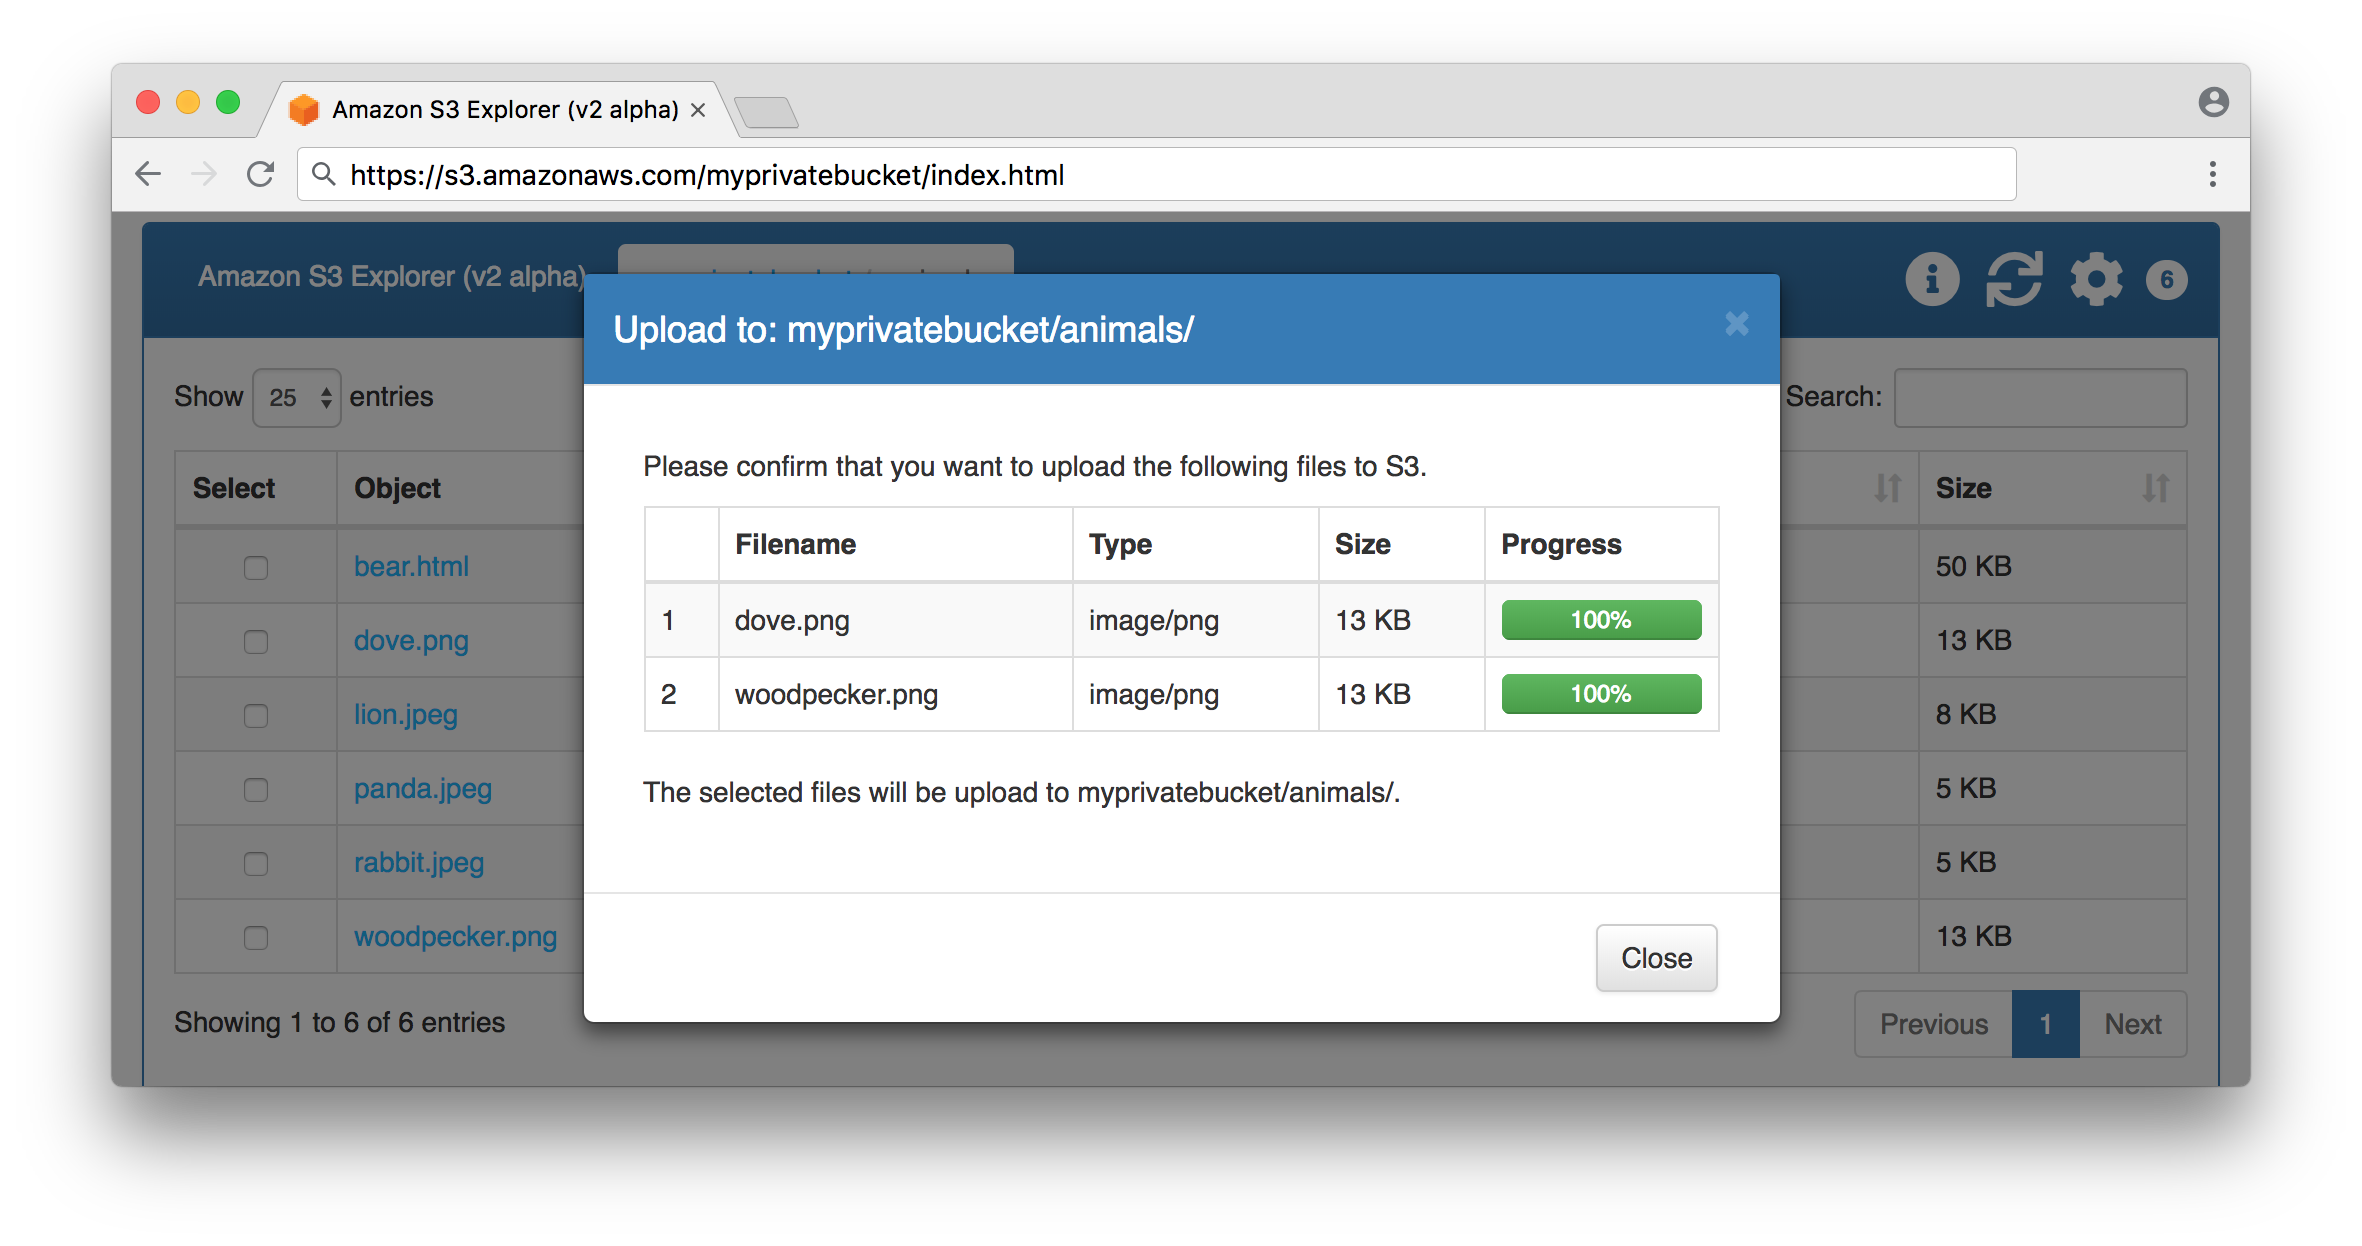 Amazon S3 Explorer (v2 alpha)
https://s3.amazonaws.com/myprivatebucket/index.html
Amazon S3 Explorer (v2 alpha)
6
Upload to: myprivatebucket/animals/
Show 25 entries
Search:
Select Object Size
bear.html 50 KB
dove.png 13 KB
lion.jpeg 8 KB
panda.jpeg 5 KB
rabbit.jpeg 5 KB
woodpecker.png 13 KB
Showing 1 to 6 of 6 entries
Previous 1 Next
Please confirm that you want to upload the following files to S3.
Filename Type Size Progress
1 dove.png image/png 13 KB 100%
2 woodpecker.png image/png 13 KB 100%
The selected files will be upload to myprivatebucket/animals/.
Close